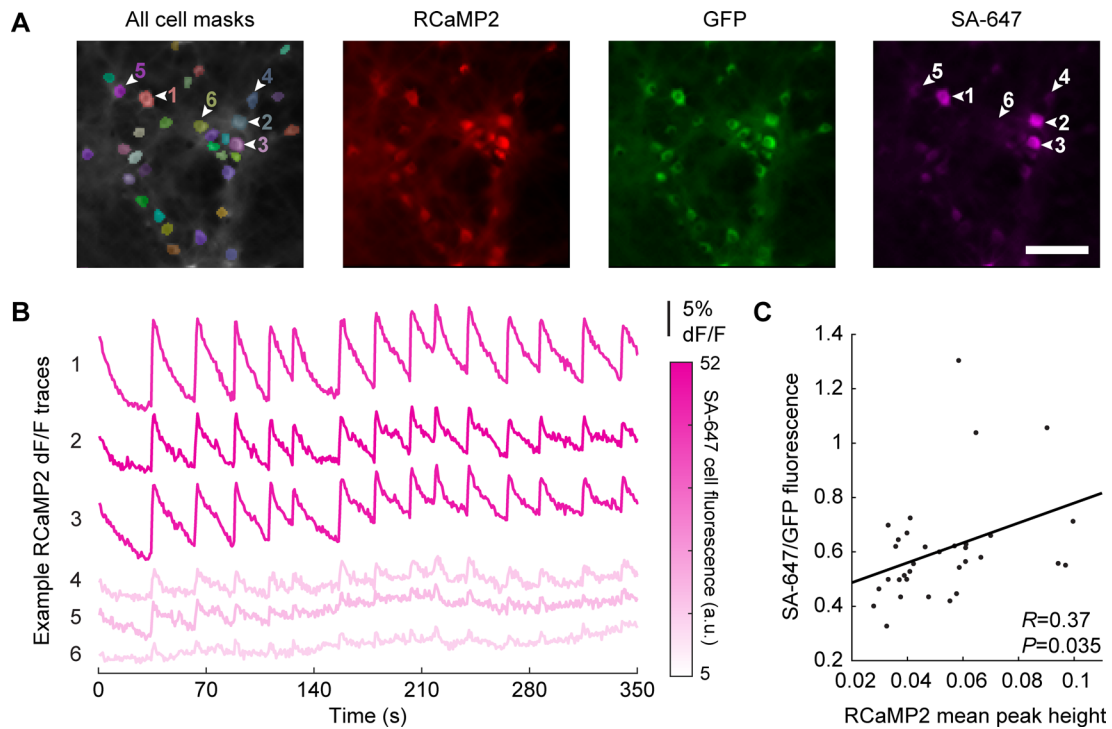 A
All cell masks
RCaMP2
GFP
SA-647
5
1
4
6
2
3
5
1
4
6
2
3
B
Example RCaMP2 dF/F traces
1
2
3
4
5
6
0
70
140
210
280
350
Time (s)
5%
dF/F
52
SA-647 cell fluorescence (a.u.)
5
C
SA-647/GFP fluorescence
1.4
1.2
1
0.8
0.6
0.4
0.2
R=0.37
P=0.035
0.02
0.04
0.06
0.08
0.1
RCaMP2 mean peak height